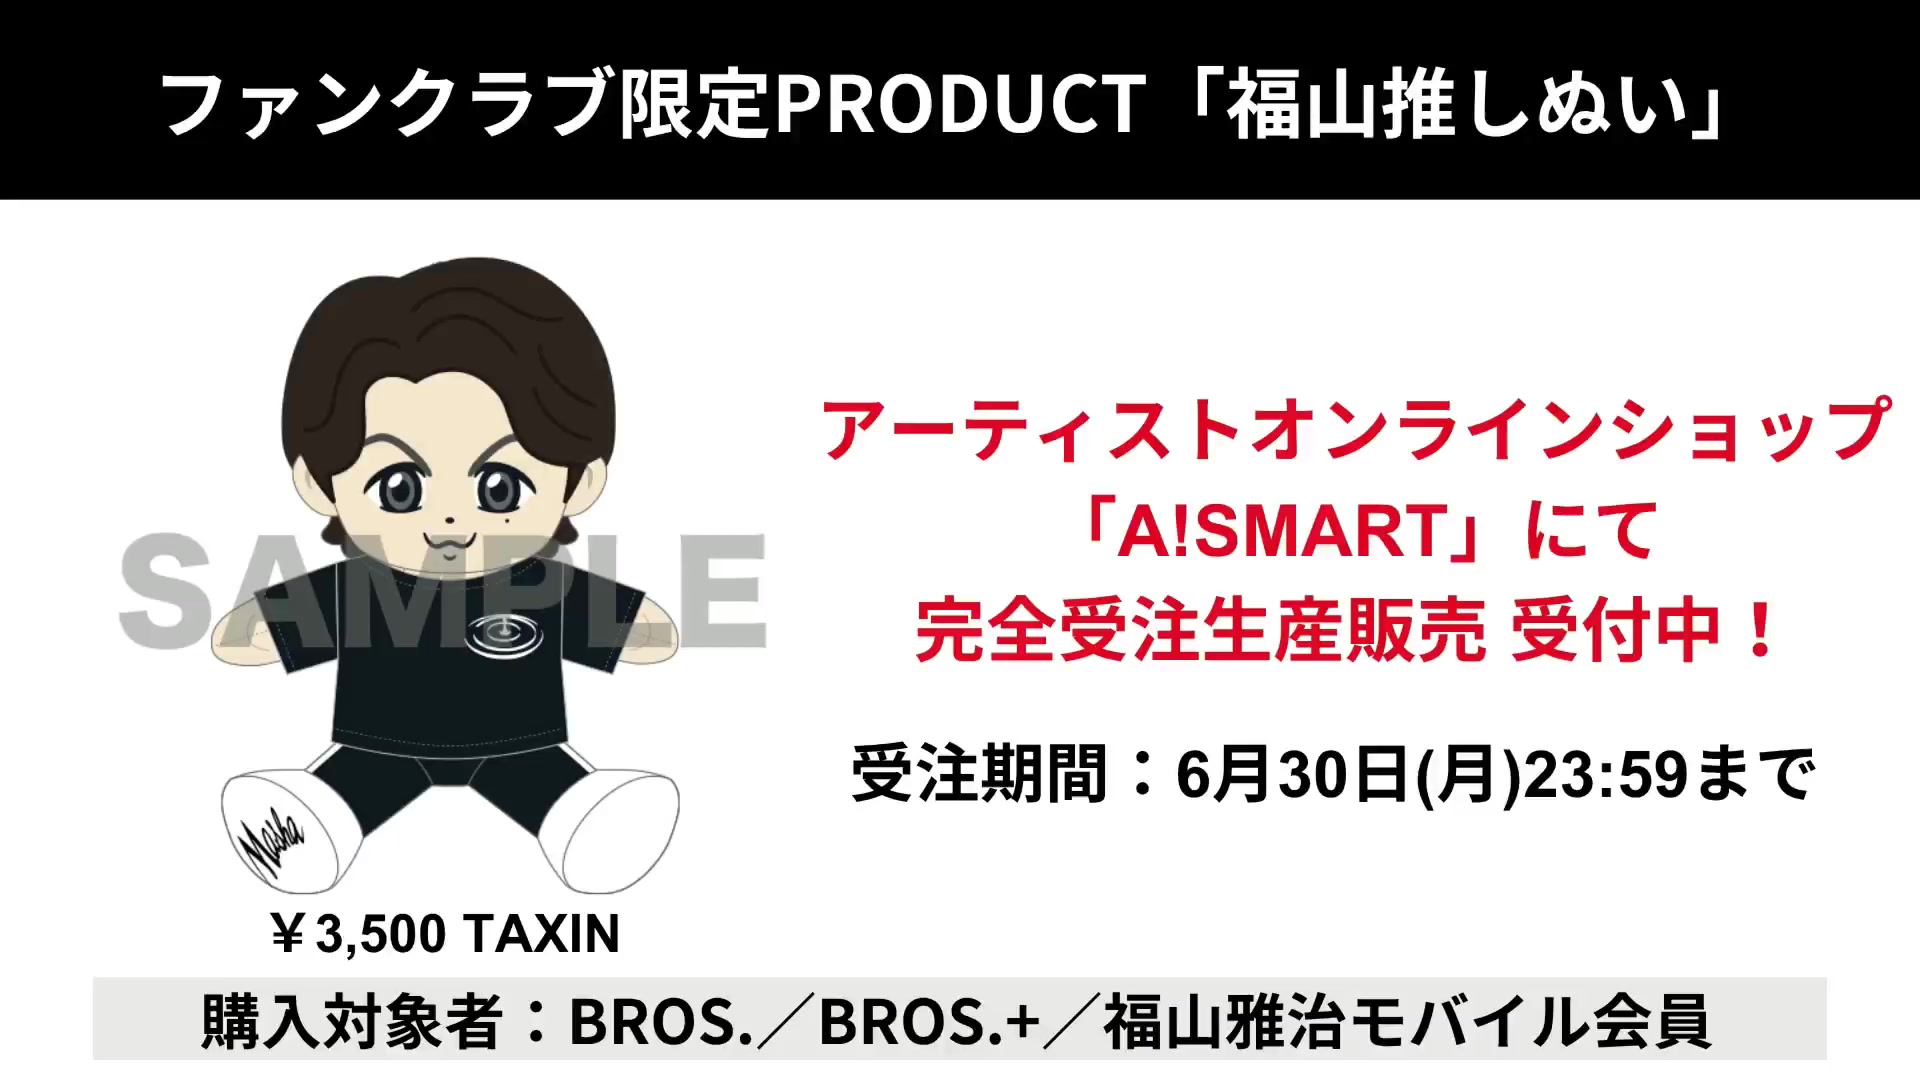 ファンクラブ限定PRODUCT「福山推しぬい」
アーティストオンラインショップ
「A!SMART」にて
完全受注生産販売 受付中！
受注期間：6月30日(月)23:59まで
SAMPLE
Masha
￥3,500 TAXIN
購入対象者：BROS.／BROS.+／福山雅治モバイル会員